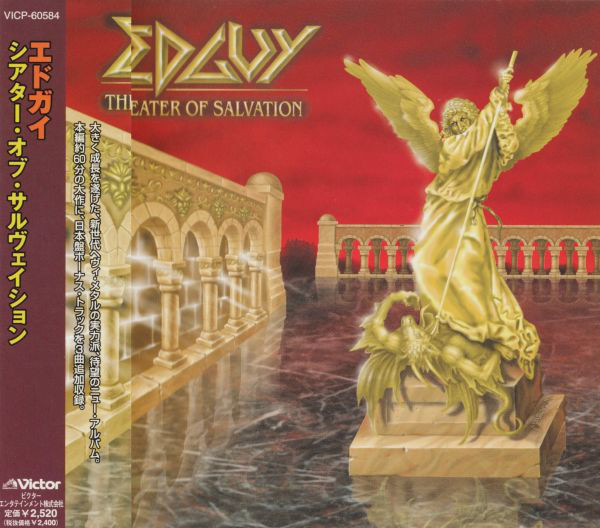 VICP-60584
エドガイ
シアター・オブ・サルヴェイション
EDGUY
THEATER OF SALVATION
大きく成長を遂げた、新世代ヘヴィ・メタルの実力派、待望のニュー・アルバム。
本編約60分の大作に、日本盤ボーナス・トラックを3曲追加収録。
Victor
ビクター
エンタテインメント株式会社
定価￥2,520
(税抜価格￥2,400)